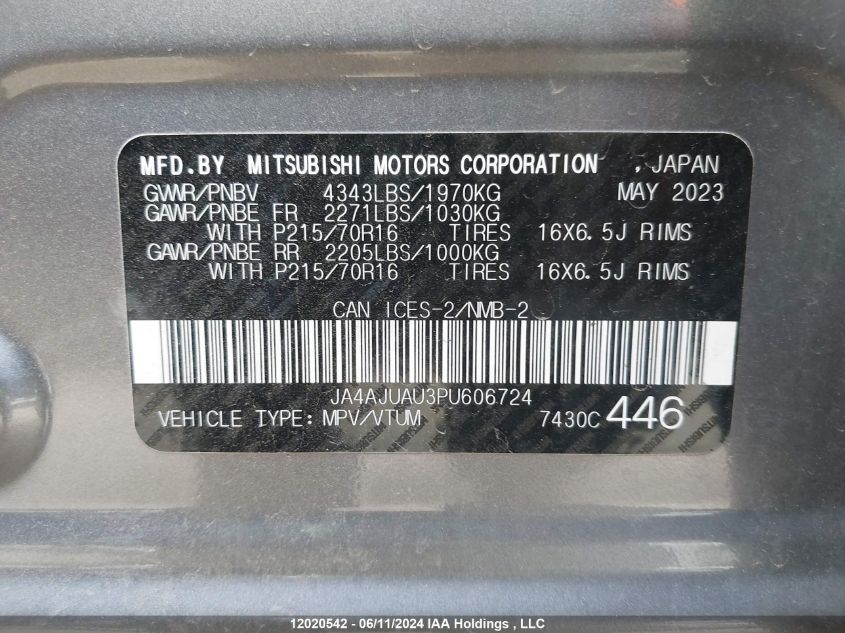 MFD.BY MITSUBISHI MOTORS CORPORATION , JAPAN
GVWR/PNBV 4343LBS/1970KG MAY 2023
GAWR/PNBE FR 2271LBS/1030KG
WITH P215/70R16 TIRES 16X6.5J RIMS
GAWR/PNBE RR 2205LBS/1000KG
WITH P215/70R16 TIRES 16X6.5J RIMS
CAN ICES-2/NMB-2
JA4AJUAU3PU606724
VEHICLE TYPE: MPV/VTUM 7430C 446
12020542 - 06/11/2024 IAA Holdings , LLC